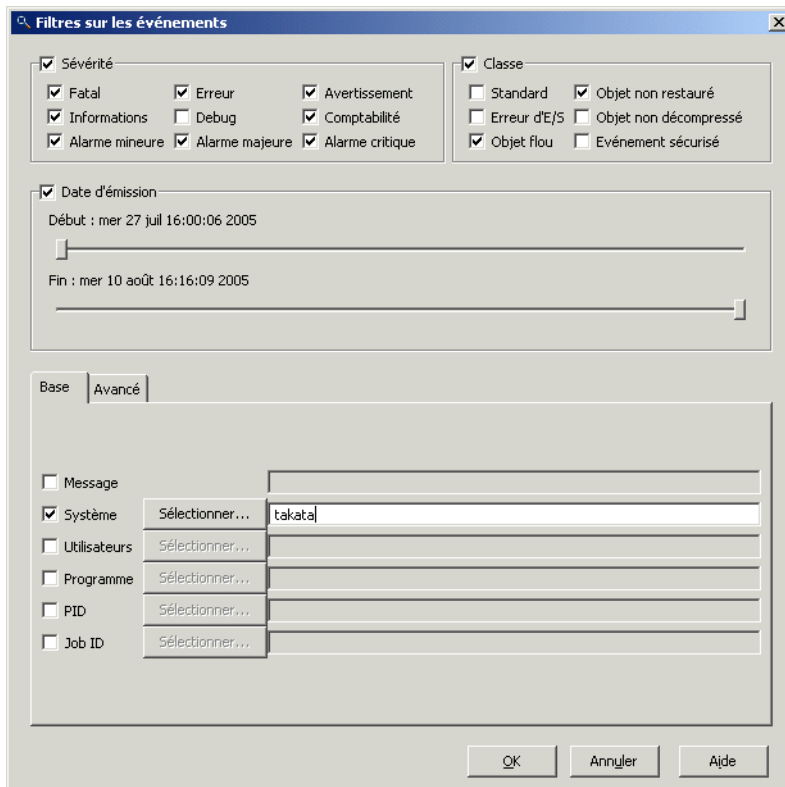 Filtres sur les événements
Sévérité
Fatal Erreur Avertissement
Informations Debug Comptabilité
Alarme mineure Alarme majeure Alarme critique
Classe
Standard Objet non restauré
Erreur d'E/S Objet non décompressé
Objet flou Evénement sécurisé
Date d'émission
Début : mer 27 juil 16:00:06 2005
Fin : mer 10 août 16:16:09 2005
Base Avancé
Message
Système Sélectionner... takata
Utilisateurs Sélectionner...
Programme Sélectionner...
PID Sélectionner...
Job ID Sélectionner...
OK Annuler Aide